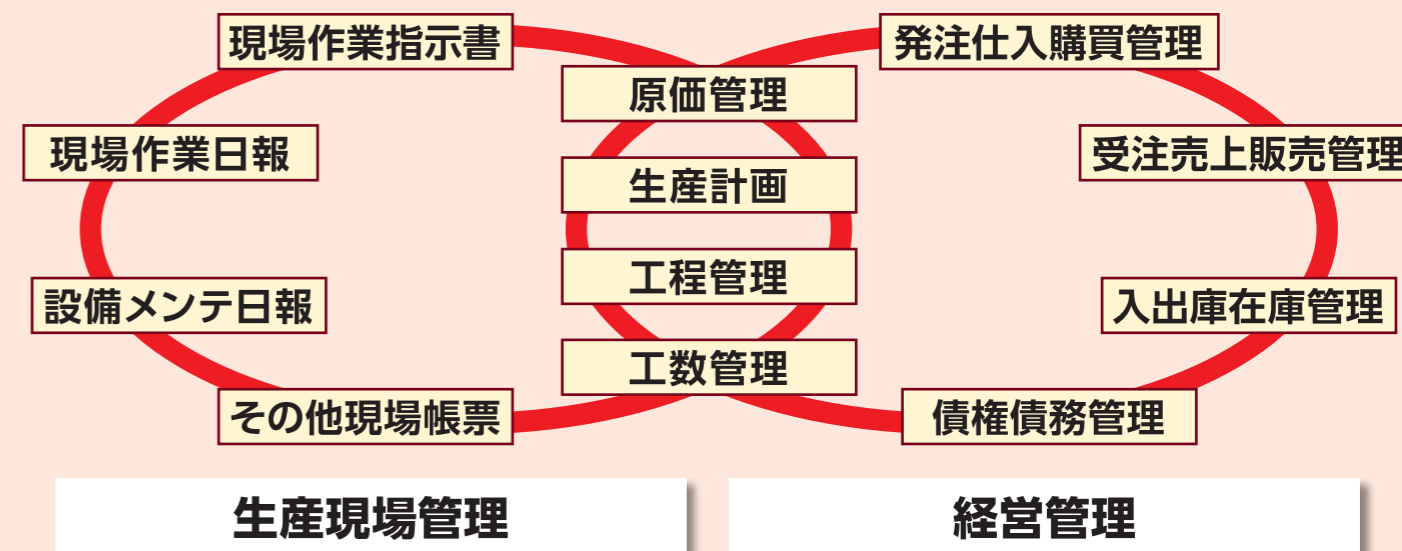 現場作業指示書
発注仕入購買管理
原価管理
現場作業日報
受注売上販売管理
生産計画
工程管理
設備メンテ日報
入出庫在庫管理
工数管理
その他現場帳票
債権債務管理
生産現場管理
経営管理